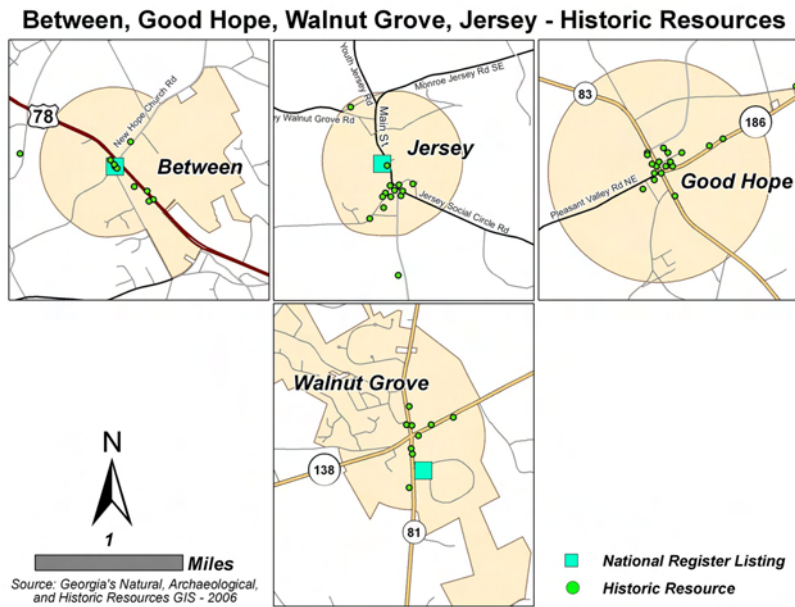 Between, Good Hope, Walnut Grove, Jersey - Historic Resources
78
New Hope Church Rd
Between
Youth Jersey Rd
Monroe Jersey Rd SE
ey Walnut Grove Rd
Main St
Jersey
Jersey Social Circle Rd
83
186
Good Hope
Pleasant Valley Rd NE
Walnut Grove
138
81
N
1
Miles
Source: Georgia's Natural, Archaeological,
and Historic Resources GIS - 2006
National Register Listing
Historic Resource